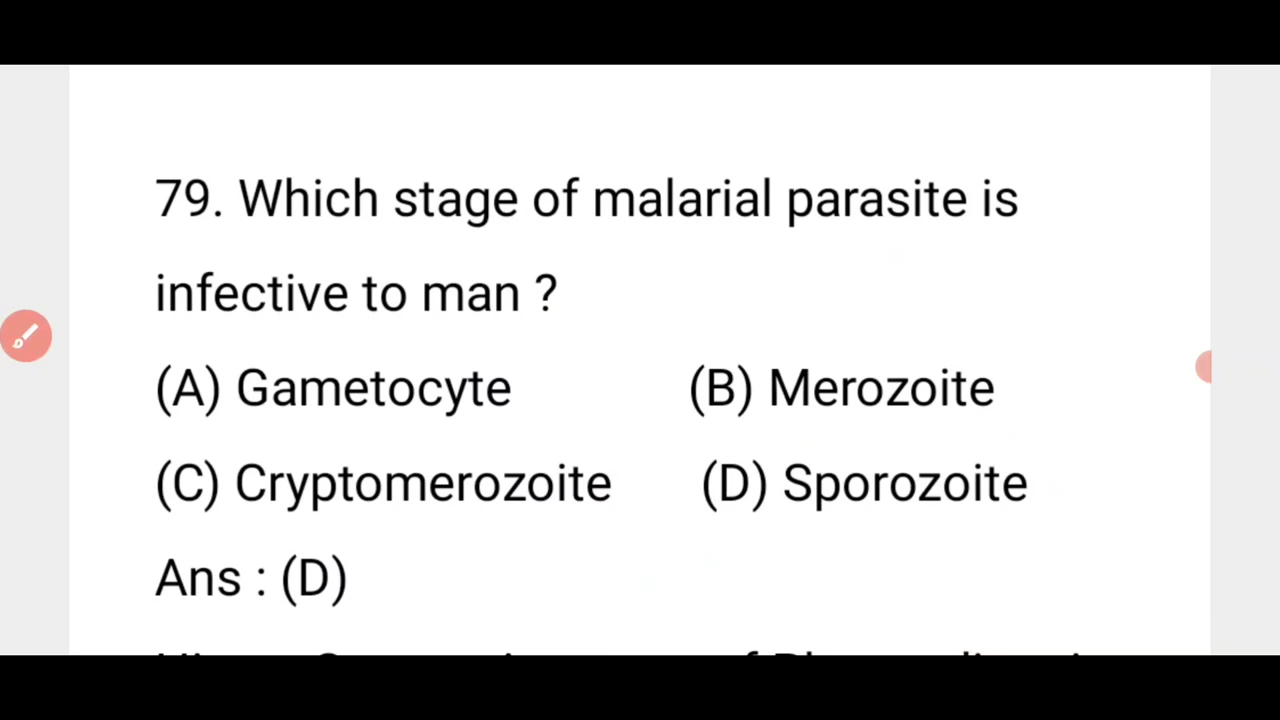 79. Which stage of malarial parasite is
infective to man ?
(A) Gametocyte (B) Merozoite
(C) Cryptomerozoite (D) Sporozoite
Ans : (D)